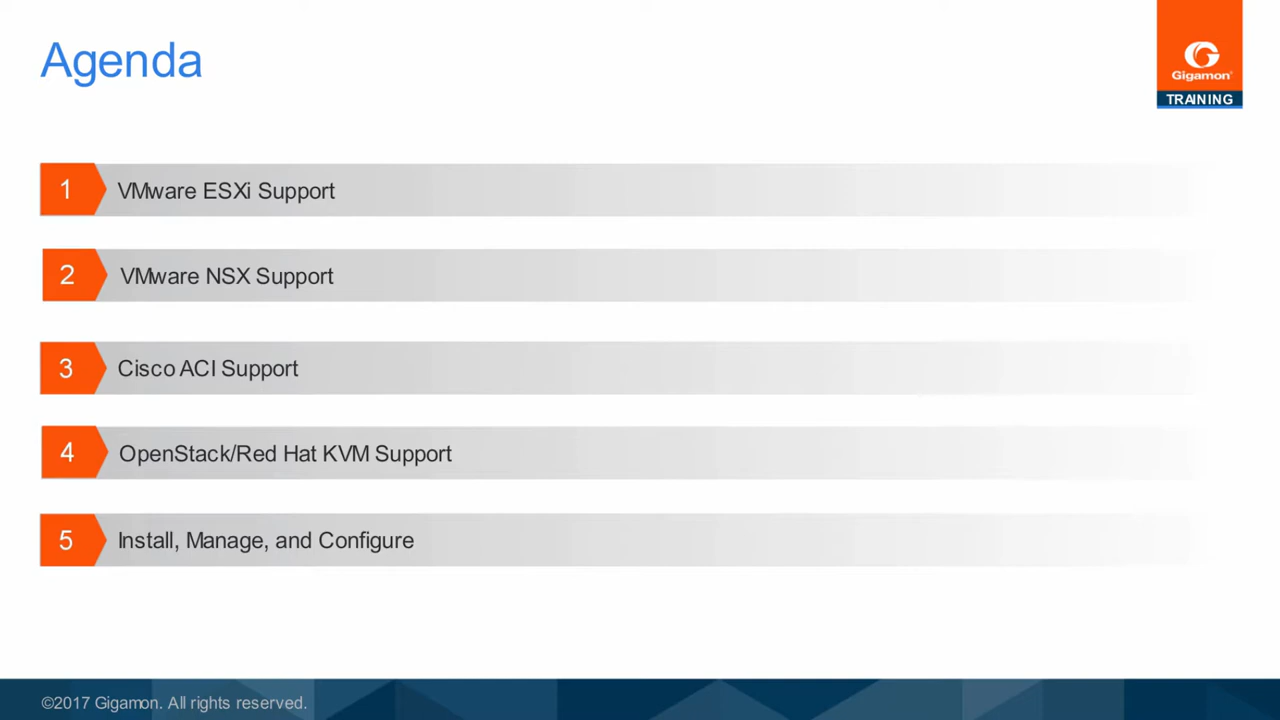 Agenda
Gigamon®
TRAINING
1 VMware ESXi Support
2 VMware NSX Support
3 Cisco ACI Support
4 OpenStack/Red Hat KVM Support
5 Install, Manage, and Configure
©2017 Gigamon. All rights reserved.